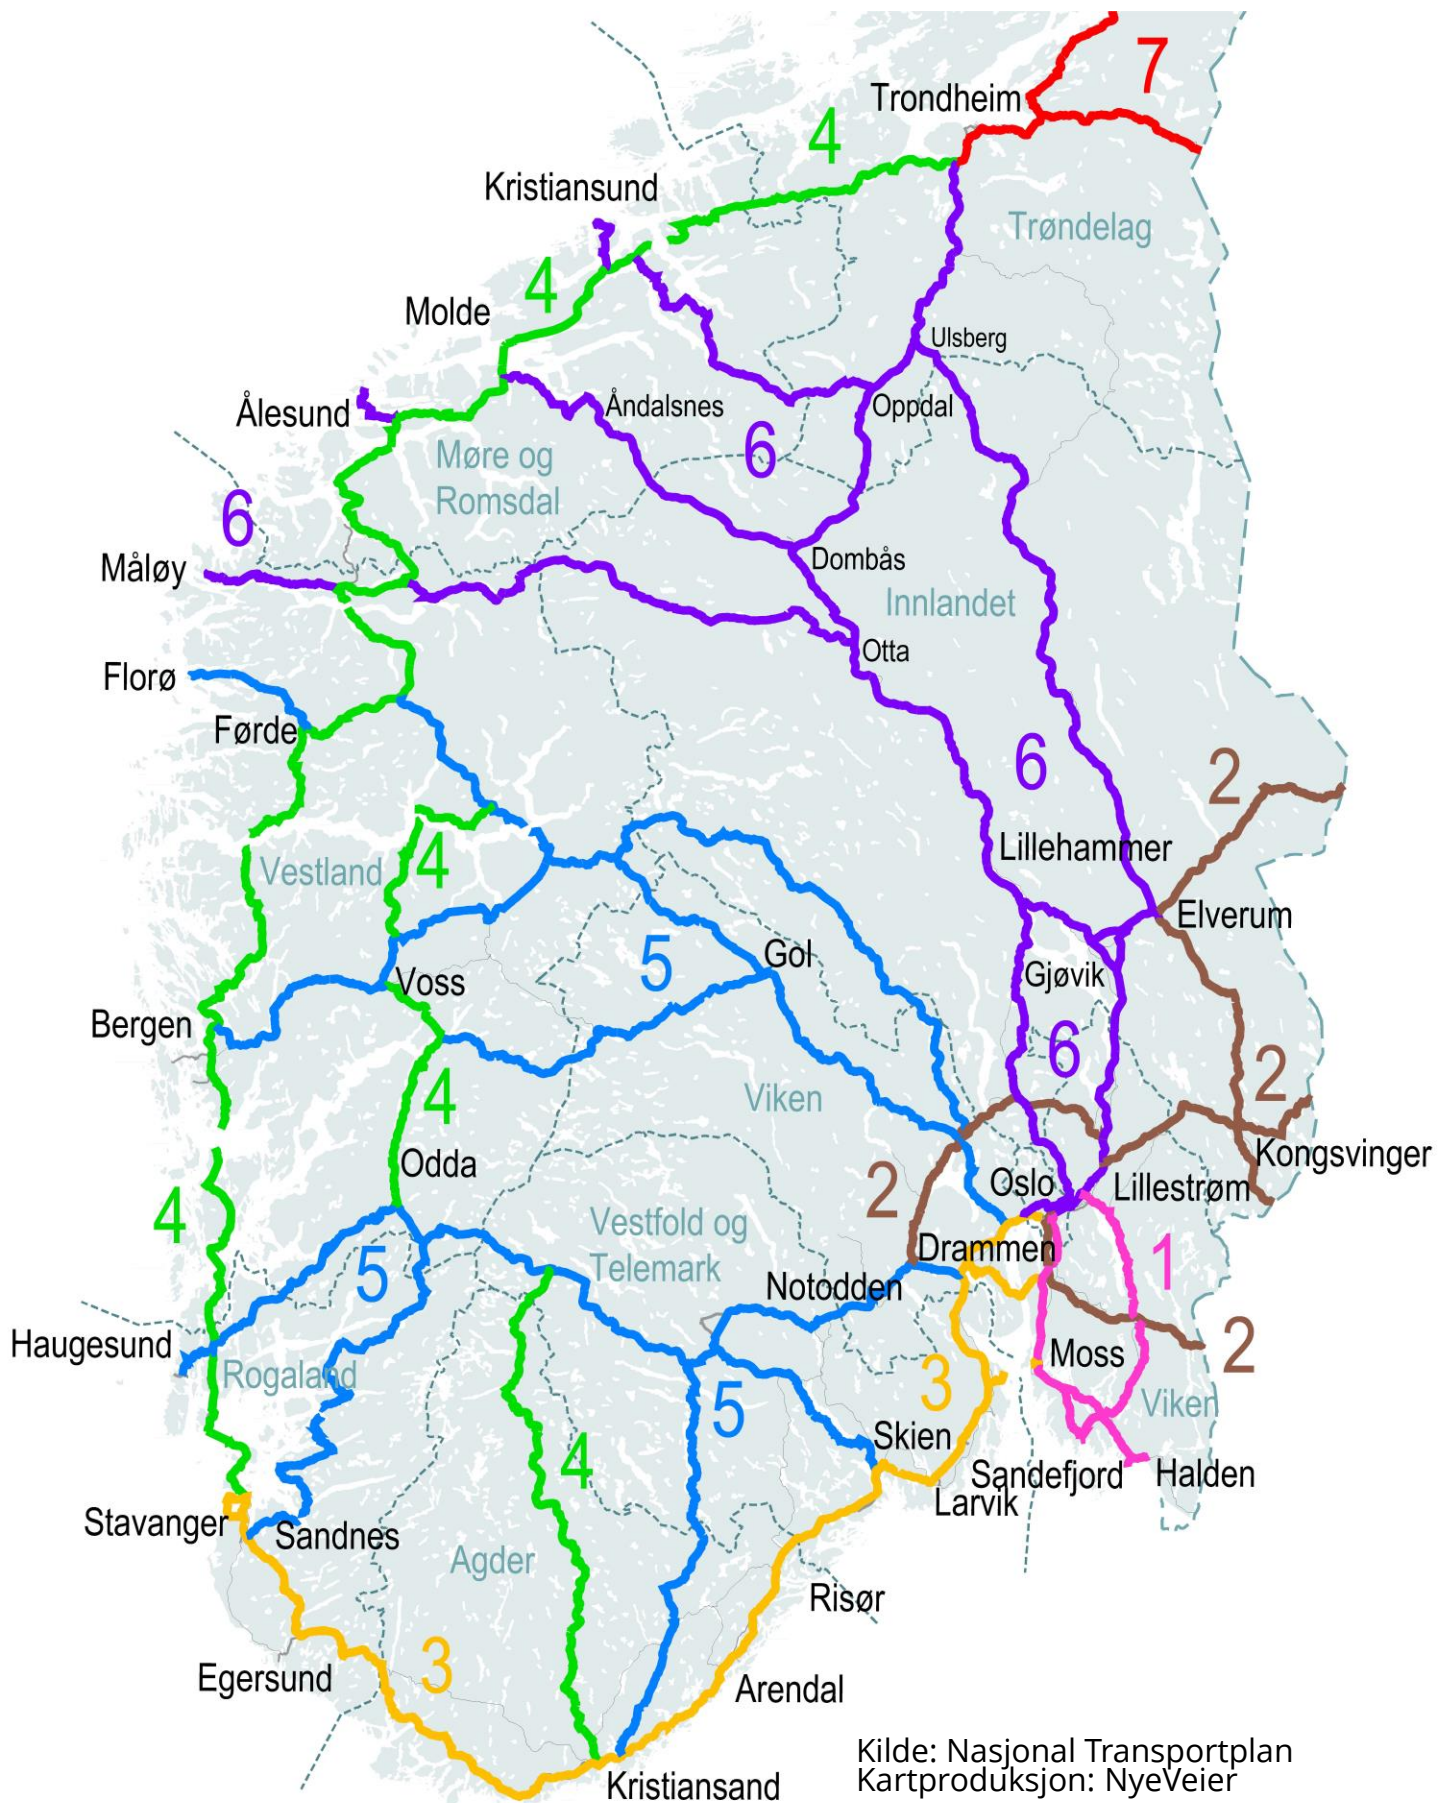 7
Trondheim
4
Kristiansund
Trøndelag
4
Molde
Ulsberg
Ålesund
Åndalsnes
Oppdal
6
Møre og
Romsdal
6
Måløy
Dombås
Innlandet
Otta
Florø
Førde
6
2
Lillehammer
4
Vestland
Elverum
5
Gol
Voss
Gjøvik
Bergen
6
2
4
Viken
Kongsvinger
Odda
2
Oslo
Lillestrøm
4
Vestfold og
Telemark
Drammen
1
5
Notodden
Haugesund
Moss
2
Rogaland
3
5
Viken
Skien
4
Sandefjord
Halden
Larvik
Stavanger
Sandnes
Agder
Risør
3
Egersund
Arendal
Kristiansand
Kilde: Nasjonal Transportplan
Kartproduksjon: NyeVeier